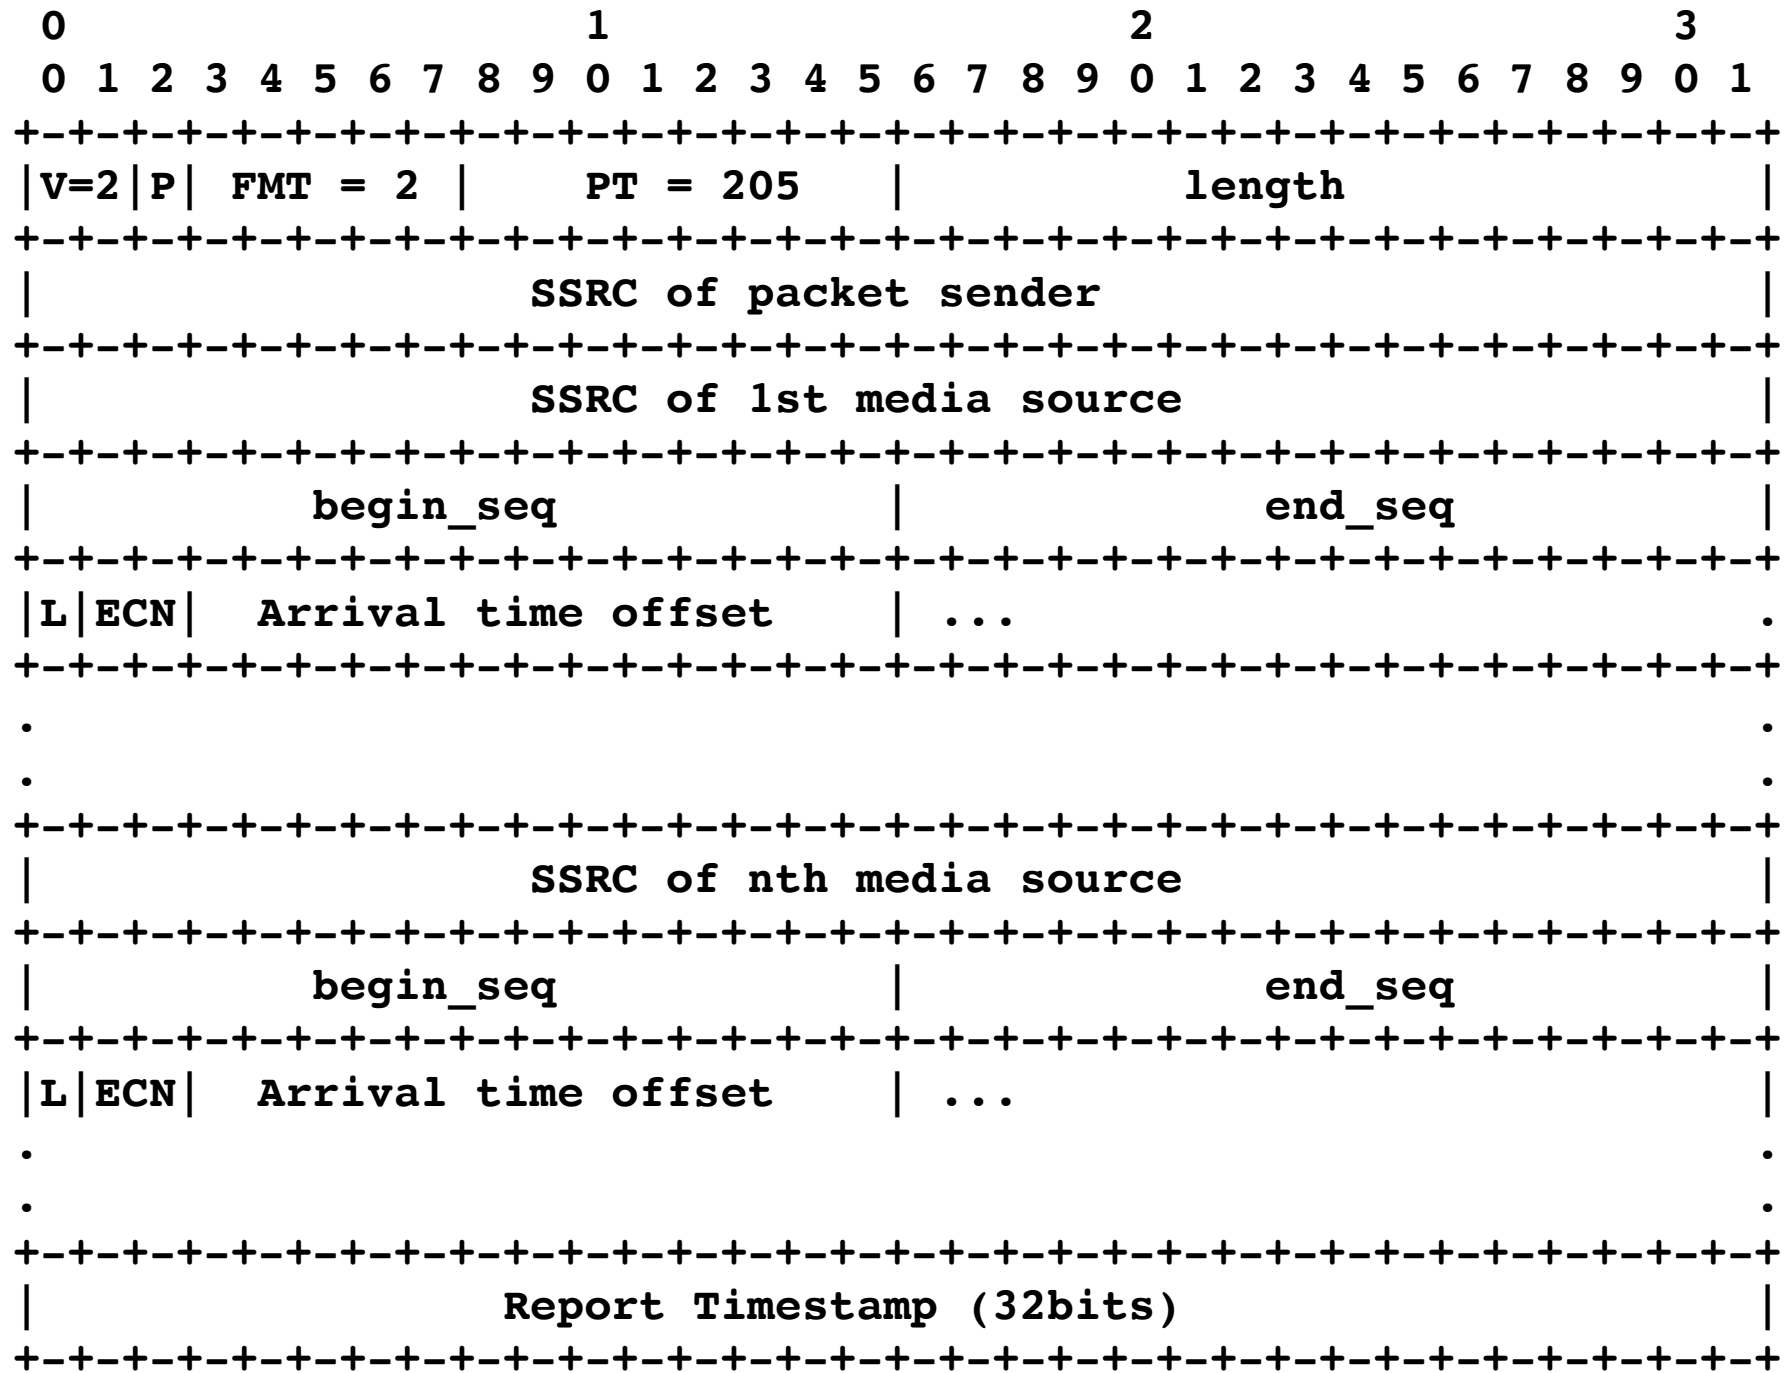 0                   1                   2                   3
 0 1 2 3 4 5 6 7 8 9 0 1 2 3 4 5 6 7 8 9 0 1 2 3 4 5 6 7 8 9 0 1
+-+-+-+-+-+-+-+-+-+-+-+-+-+-+-+-+-+-+-+-+-+-+-+-+-+-+-+-+-+-+-+-+
|V=2|P| FMT = 2 |    PT = 205   |          length               |
+-+-+-+-+-+-+-+-+-+-+-+-+-+-+-+-+-+-+-+-+-+-+-+-+-+-+-+-+-+-+-+-+
|                  SSRC of packet sender                        |
+-+-+-+-+-+-+-+-+-+-+-+-+-+-+-+-+-+-+-+-+-+-+-+-+-+-+-+-+-+-+-+-+
|                  SSRC of 1st media source                     |
+-+-+-+-+-+-+-+-+-+-+-+-+-+-+-+-+-+-+-+-+-+-+-+-+-+-+-+-+-+-+-+-+
|          begin_seq            |             end_seq           |
+-+-+-+-+-+-+-+-+-+-+-+-+-+-+-+-+-+-+-+-+-+-+-+-+-+-+-+-+-+-+-+-+
|L|ECN|  Arrival time offset    | ...                           .
+-+-+-+-+-+-+-+-+-+-+-+-+-+-+-+-+-+-+-+-+-+-+-+-+-+-+-+-+-+-+-+-+
.                                                               .
.                                                               .
+-+-+-+-+-+-+-+-+-+-+-+-+-+-+-+-+-+-+-+-+-+-+-+-+-+-+-+-+-+-+-+-+
|                  SSRC of nth media source                     |
+-+-+-+-+-+-+-+-+-+-+-+-+-+-+-+-+-+-+-+-+-+-+-+-+-+-+-+-+-+-+-+-+
|          begin_seq            |             end_seq           |
+-+-+-+-+-+-+-+-+-+-+-+-+-+-+-+-+-+-+-+-+-+-+-+-+-+-+-+-+-+-+-+-+
|L|ECN|  Arrival time offset    | ...                           |
.                                                               .
.                                                               .
+-+-+-+-+-+-+-+-+-+-+-+-+-+-+-+-+-+-+-+-+-+-+-+-+-+-+-+-+-+-+-+-+
|                 Report Timestamp (32bits)                     |
+-+-+-+-+-+-+-+-+-+-+-+-+-+-+-+-+-+-+-+-+-+-+-+-+-+-+-+-+-+-+-+-+